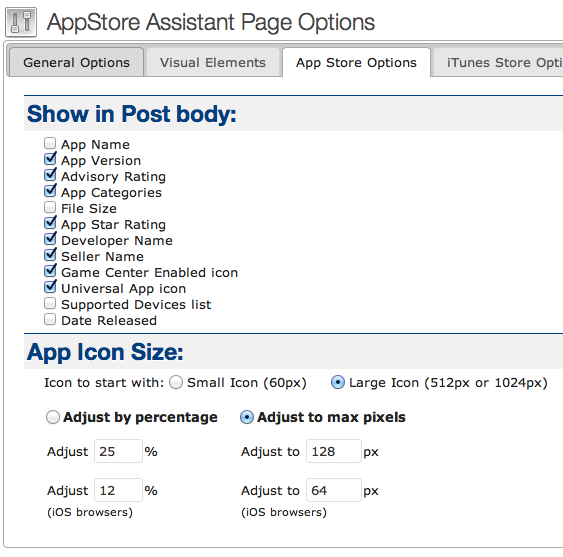 AppStore Assistant Page Options
General Options Visual Elements App Store Options iTunes Store Opti
Show in Post body:
App Name
App Version
Advisory Rating
App Categories
File Size
App Star Rating
Developer Name
Seller Name
Game Center Enabled icon
Universal App icon
Supported Devices list
Date Released
App Icon Size:
Icon to start with: Small Icon (60px) Large Icon (512px or 1024px)
Adjust by percentage Adjust to max pixels
Adjust 25 % Adjust to 128 px
Adjust 12 % Adjust to 64 px
(iOS browsers) (iOS browsers)